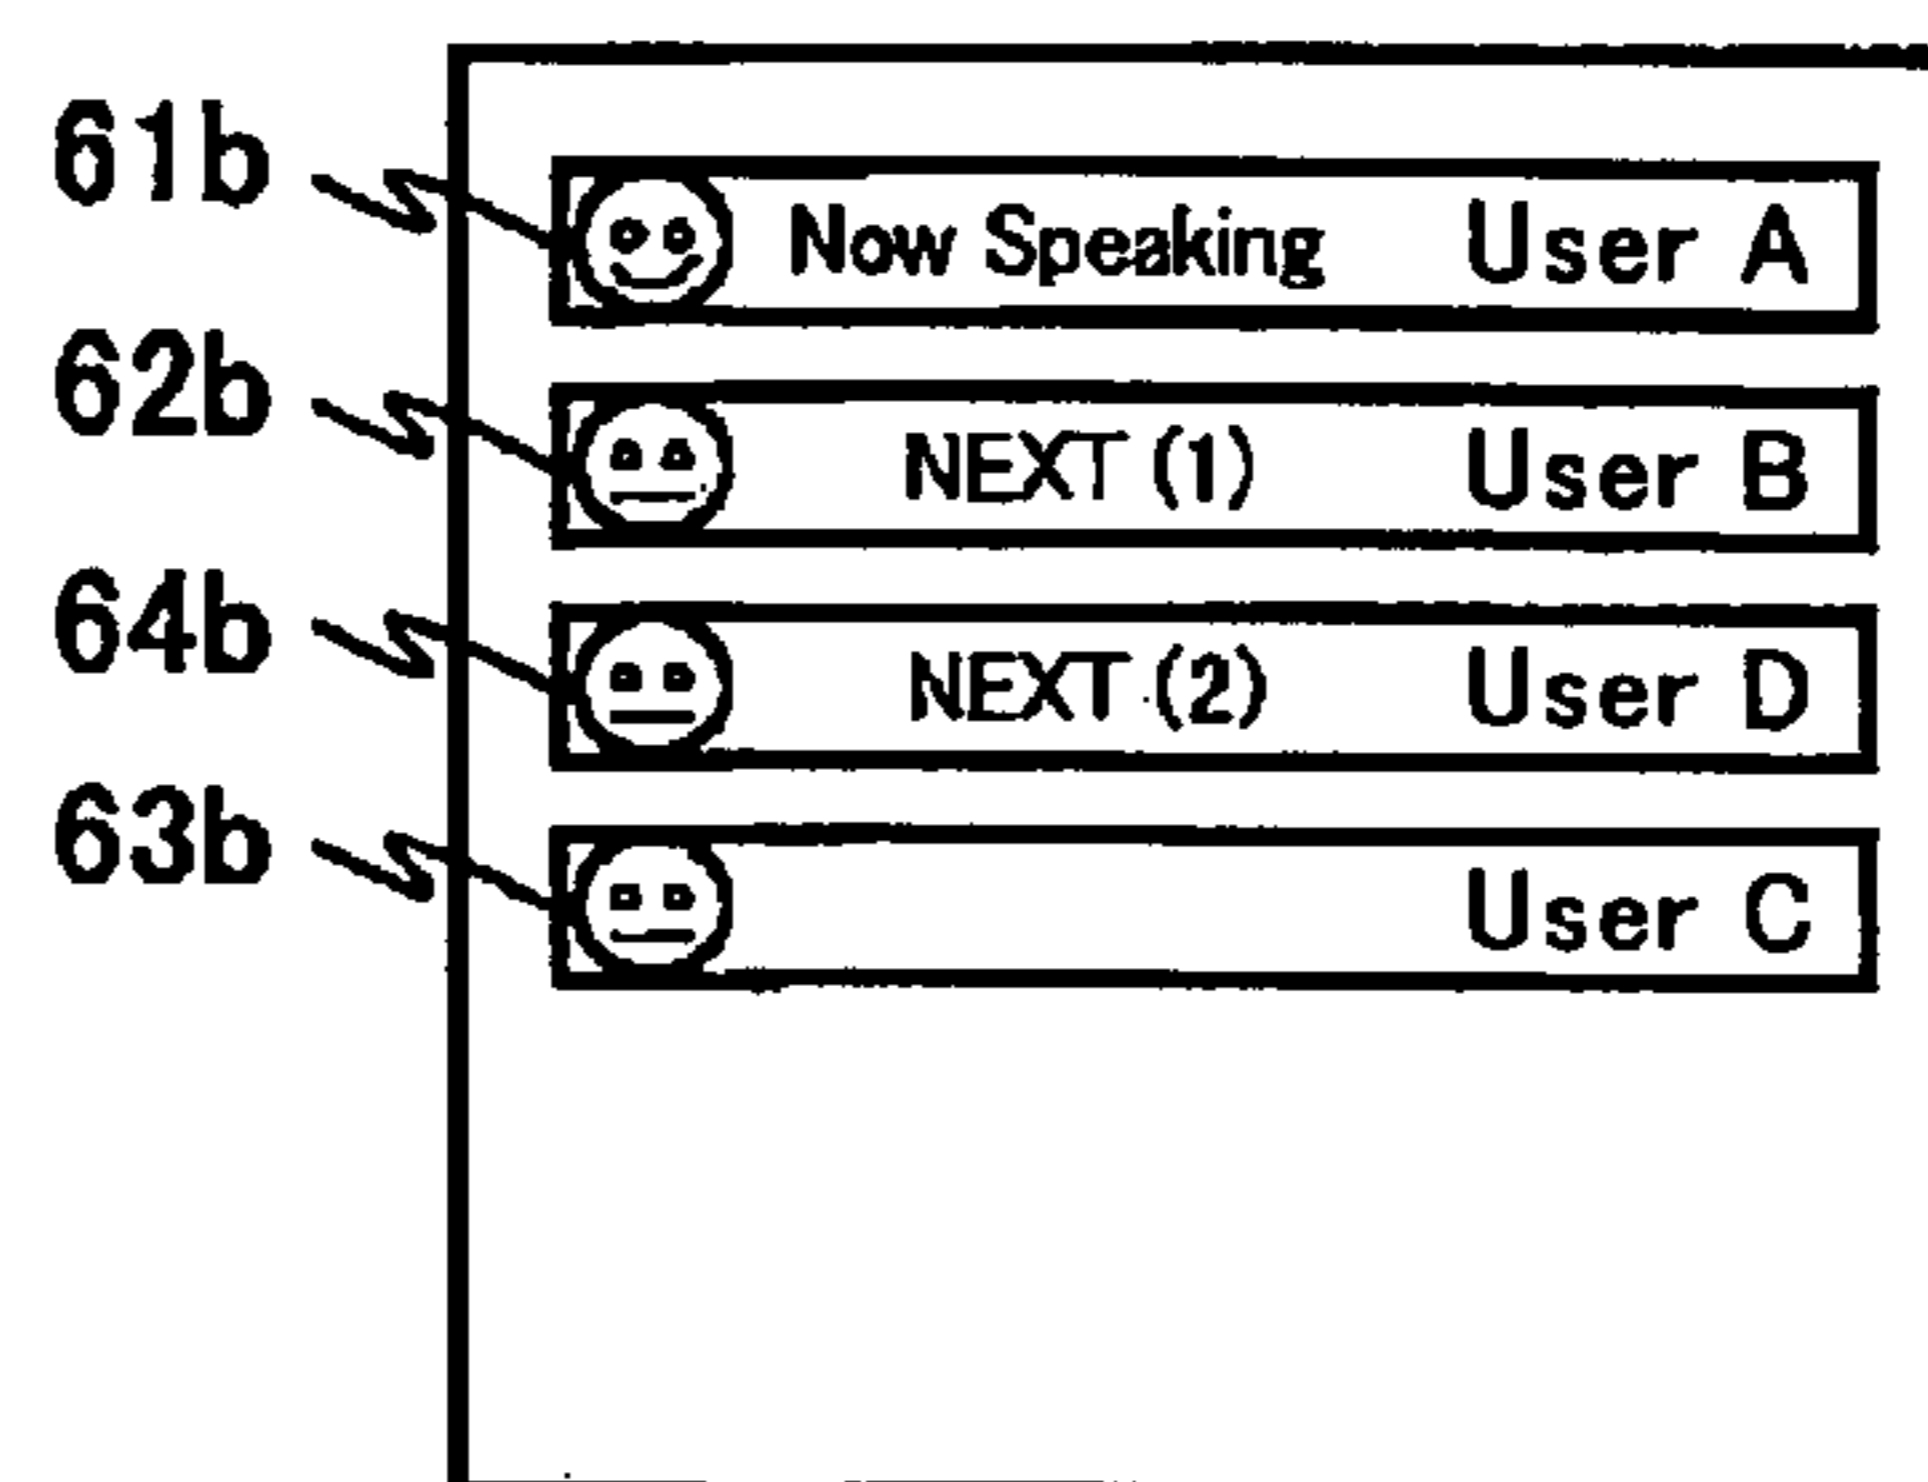 61b Now Speaking User A
62b NEXT (1) User B
64b NEXT (2) User D
63b User C